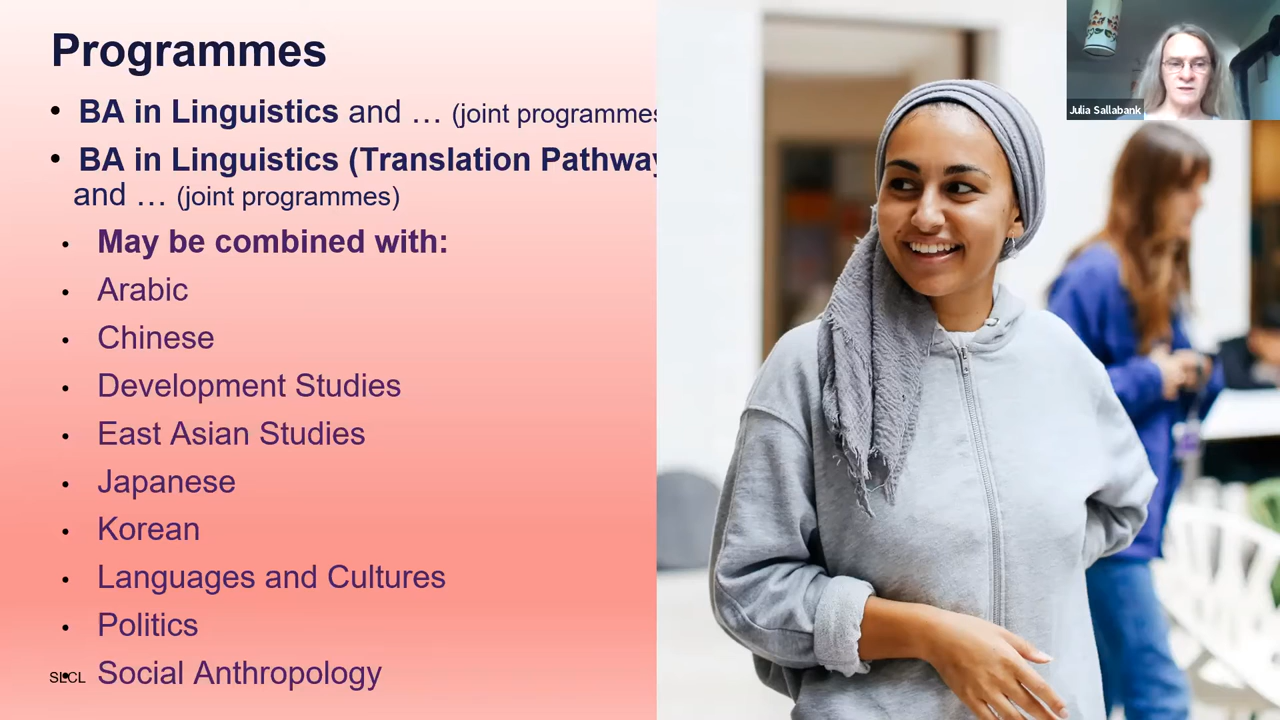 Programmes
• BA in Linguistics and … (joint programmes
• BA in Linguistics (Translation Pathway
and … (joint programmes)
• May be combined with:
• Arabic
• Chinese
• Development Studies
• East Asian Studies
• Japanese
• Korean
• Languages and Cultures
• Politics
• Social Anthropology
SLCL
Julia Sallabank